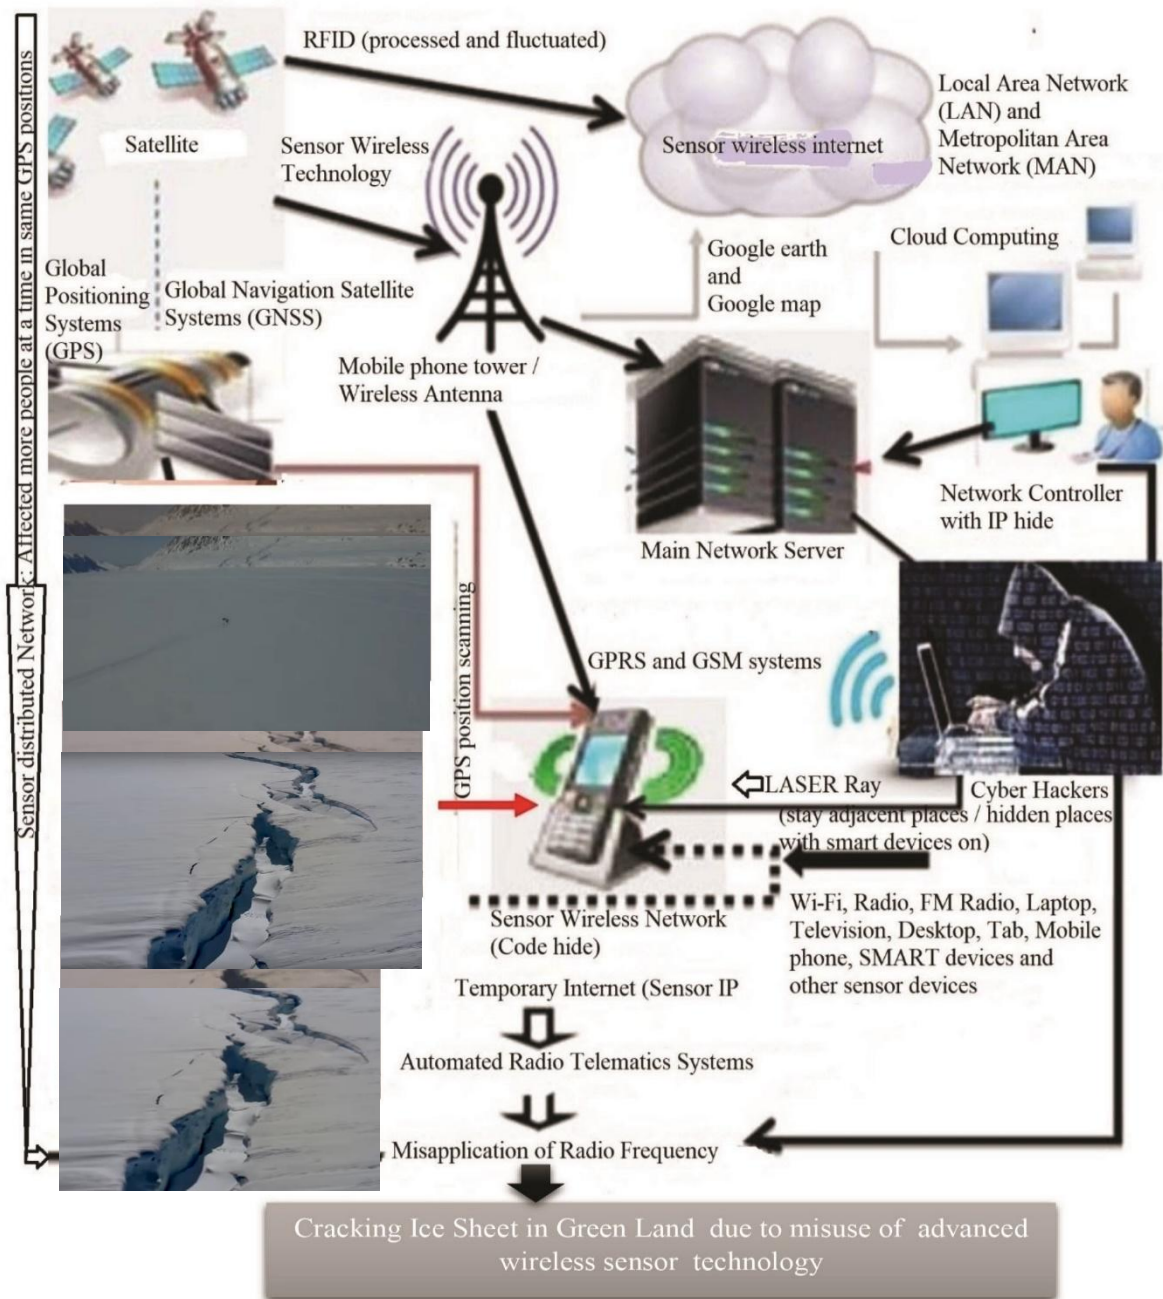 RFID (processed and fluctuated)
Satellite
Sensor Wireless
Technology
Sensor wireless internet
Local Area Network
(LAN) and
Metropolitan Area
Network (MAN)
Global
Positioning
Systems
(GPS)
Global Navigation Satellite
Systems (GNSS)
Google earth
and
Google map
Cloud Computing
Mobile phone tower /
Wireless Antenna
Main Network Server
Network Controller
with IP hide
Sensor distributed Network: Affected more people at a time in same GPS positions
GPS position scanning
GPRS and GSM systems
LASER Ray
Cyber Hackers
(stay adjacent places / hidden places
with smart devices on)
Wi-Fi, Radio, FM Radio, Laptop,
Television, Desktop, Tab, Mobile
phone, SMART devices and
other sensor devices
Sensor Wireless Network
(Code hide)
Temporary Internet (Sensor IP
Automated Radio Telematics Systems
Misapplication of Radio Frequency
Cracking Ice Sheet in Green Land due to misuse of advanced
wireless sensor technology